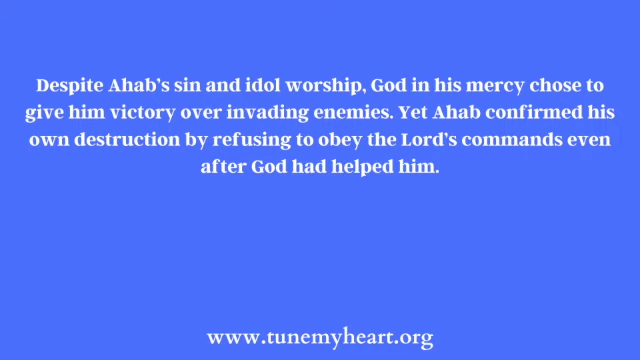 Despite Ahab’s sin and idol worship, God in his mercy chose to
give him victory over invading enemies. Yet Ahab confirmed his
own destruction by refusing to obey the Lord’s commands even
after God had helped him.
www.tunemyheart.org